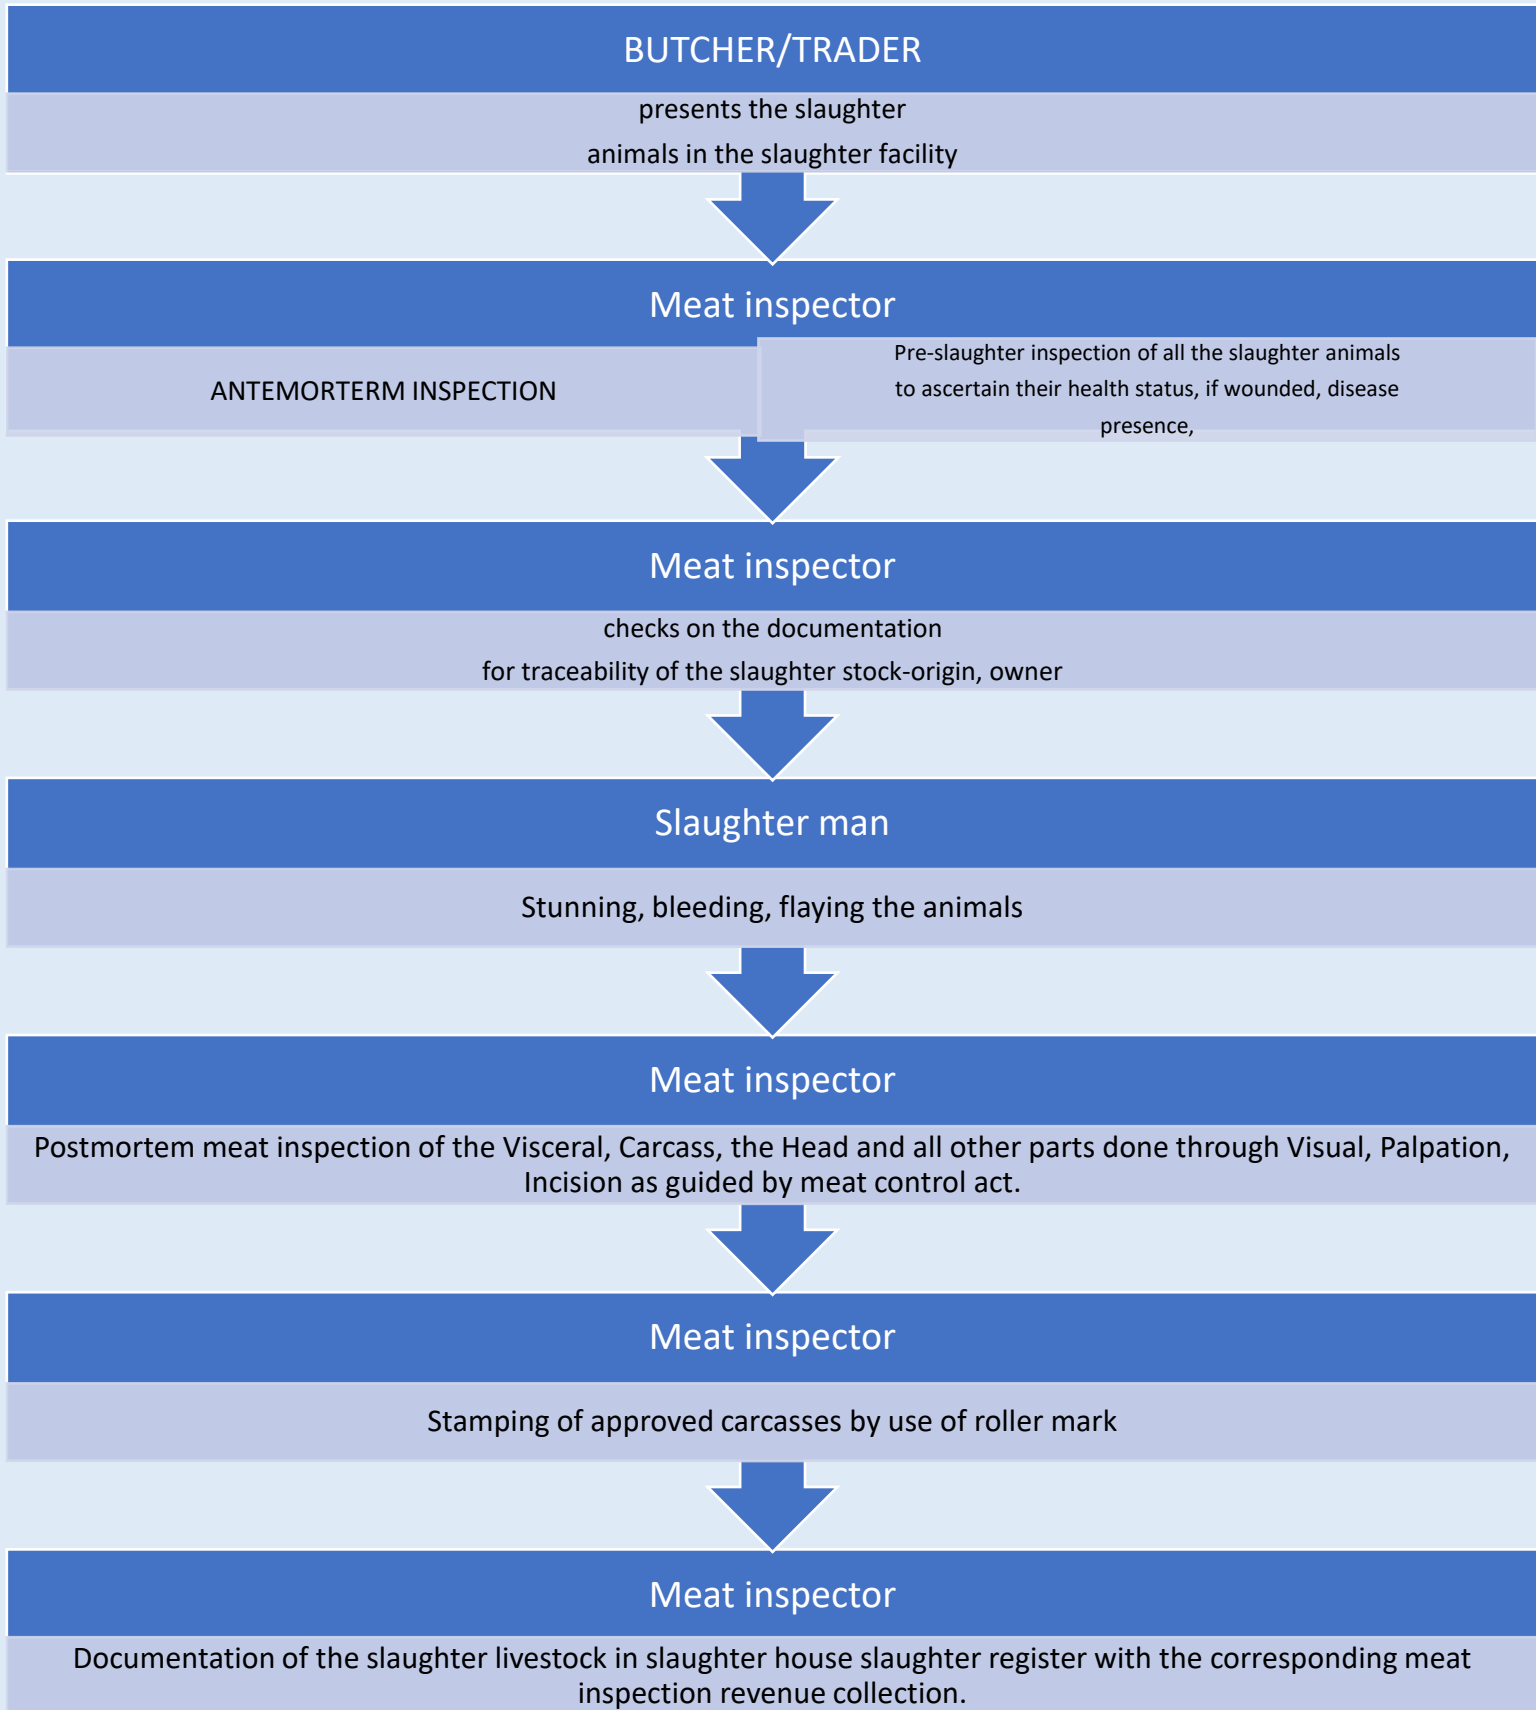 BUTCHER/TRADER
presents the slaughter
animals in the slaughter facility
Meat inspector
ANTEMORTERM INSPECTION
Pre-slaughter inspection of all the slaughter animals
to ascertain their health status, if wounded, disease
presence,
Meat inspector
checks on the documentation
for traceability of the slaughter stock-origin, owner
Slaughter man
Stunning, bleeding, flaying the animals
Meat inspector
Postmortem meat inspection of the Visceral, Carcass, the Head and all other parts done through Visual, Palpation,
Incision as guided by meat control act.
Meat inspector
Stamping of approved carcasses by use of roller mark
Meat inspector
Documentation of the slaughter livestock in slaughter house slaughter register with the corresponding meat
inspection revenue collection.